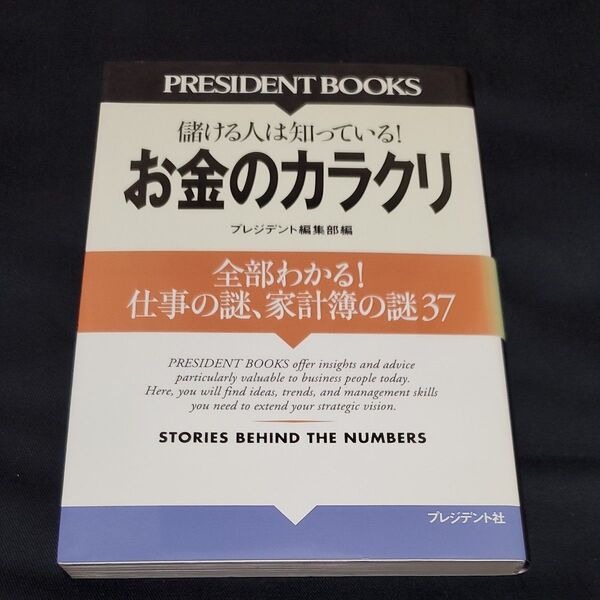 PRESIDENT BOOKS
儲ける人は知っている!
お金のカラクリ
プレジデント編集部編
全部わかる!
仕事の謎、家計簿の謎37
PRESIDENT BOOKS offer insights and advice
particularly valuable to business people today.
Here, you will find ideas, trends, and management skills
you need to extend your strategic vision.
STORIES BEHIND THE NUMBERS
プレジデント社